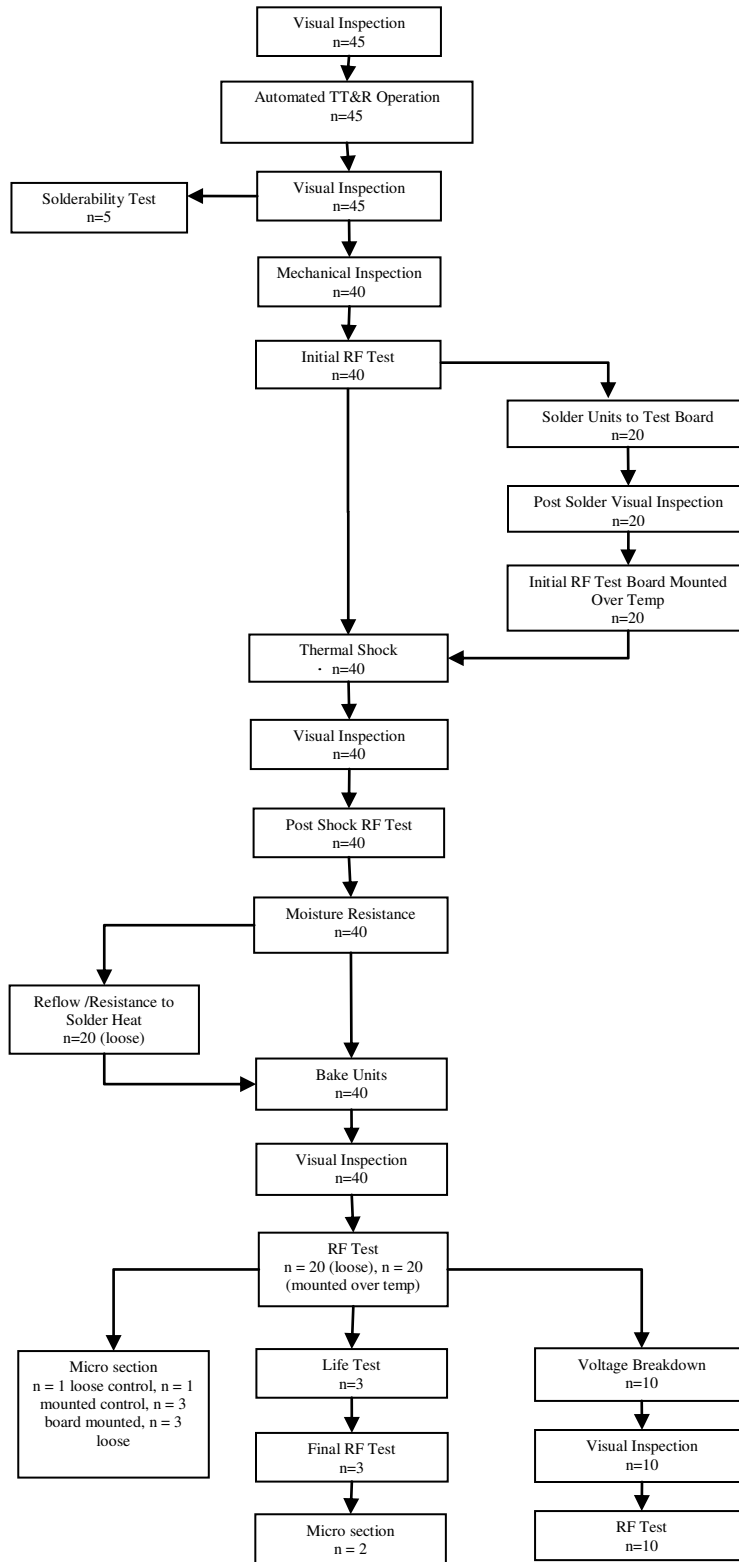 Visual Inspection
n=45
Automated TT&R Operation
n=45
Visual Inspection
n=45
Solderability Test
n=5
Mechanical Inspection
n=40
Initial RF Test
n=40
Solder Units to Test Board
n=20
Post Solder Visual Inspection
n=20
Initial RF Test Board Mounted
Over Temp
n=20
Thermal Shock
· n=40
Visual Inspection
n=40
Post Shock RF Test
n=40
Moisture Resistance
n=40
Reflow /Resistance to
Solder Heat
n=20 (loose)
Bake Units
n=40
Visual Inspection
n=40
RF Test
n = 20 (loose), n = 20
(mounted over temp)
Micro section
n = 1 loose control, n = 1
mounted control, n = 3
board mounted, n = 3
loose
Life Test
n=3
Final RF Test
n=3
Micro section
n = 2
Voltage Breakdown
n=10
Visual Inspection
n=10
RF Test
n=10